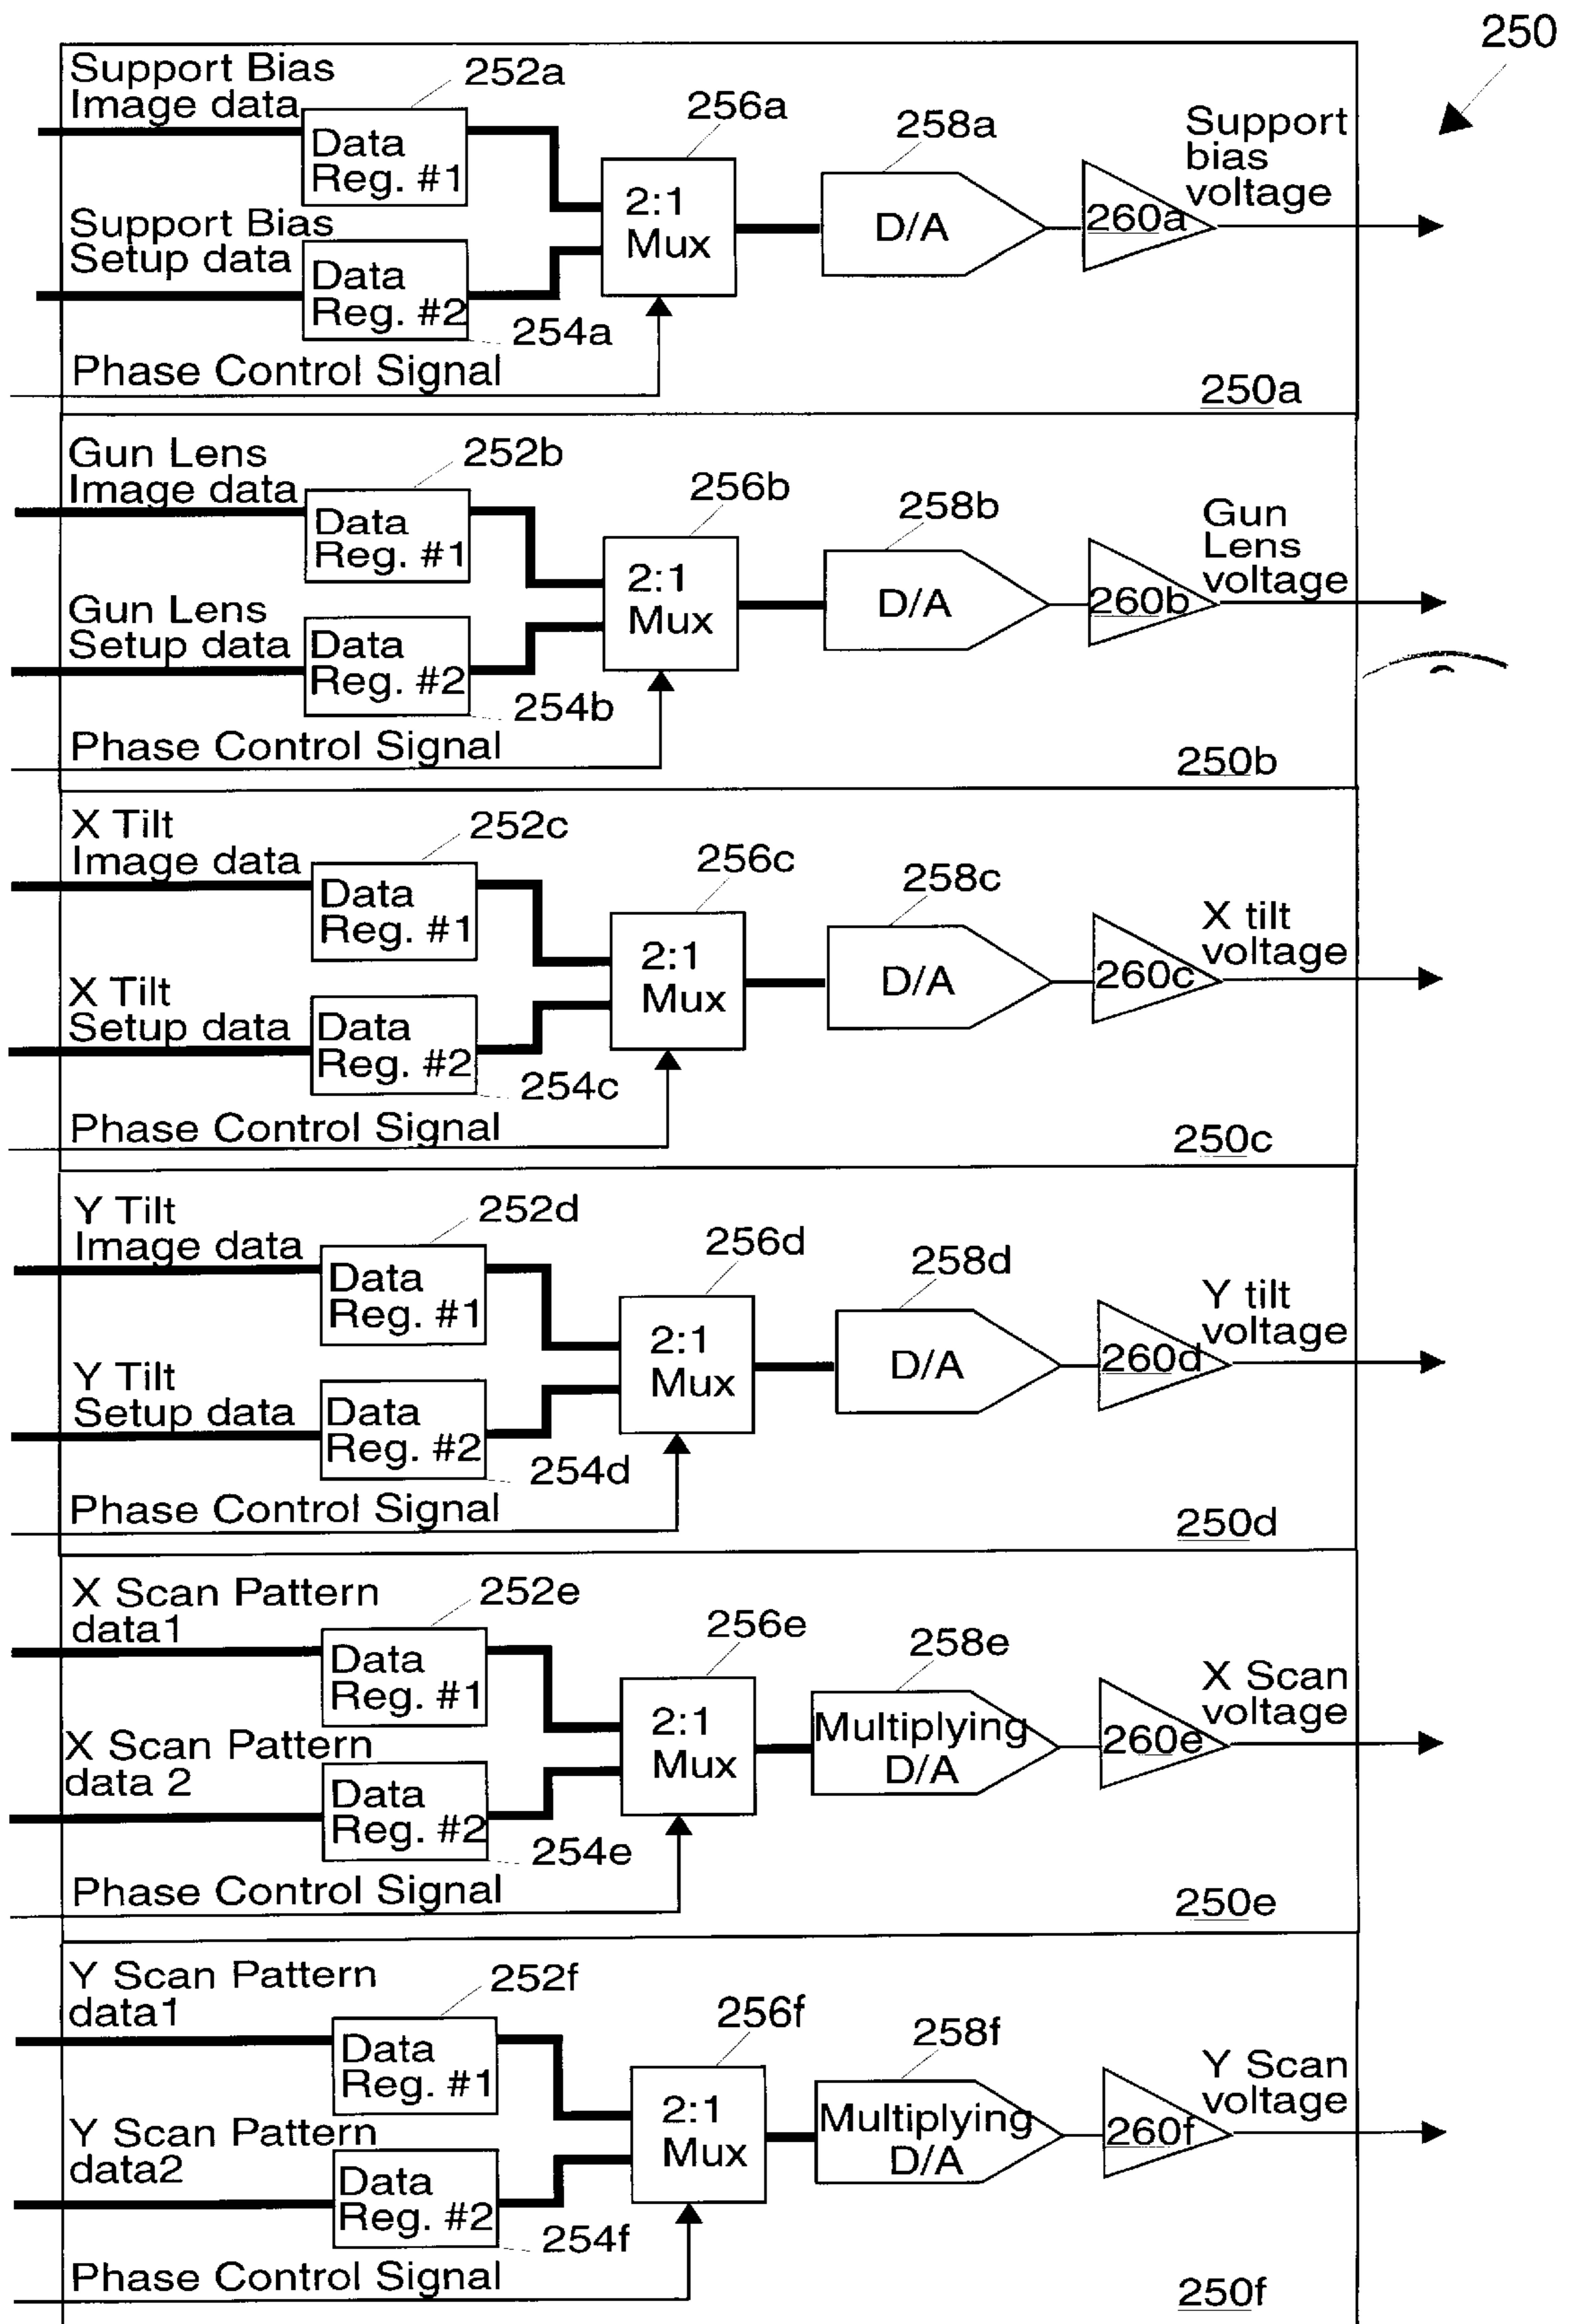 250
Support Bias
Image data
252a
256a
258a
Support
bias
voltage
Data
Reg. #1
2:1
Mux
D/A
260a
Support Bias
Setup data
Data
Reg. #2
254a
Phase Control Signal
250a
Gun Lens
Image data
252b
256b
258b
Gun
Lens
voltage
Data
Reg. #1
2:1
Mux
D/A
260b
Gun Lens
Setup data
Data
Reg. #2
254b
Phase Control Signal
250b
X Tilt
Image data
252c
256c
258c
X tilt
voltage
Data
Reg. #1
2:1
Mux
D/A
260c
X Tilt
Setup data
Data
Reg. #2
254c
Phase Control Signal
250c
Y Tilt
Image data
252d
256d
258d
Y tilt
voltage
Data
Reg. #1
2:1
Mux
D/A
260d
Y Tilt
Setup data
Data
Reg. #2
254d
Phase Control Signal
250d
X Scan Pattern
data1
252e
256e
258e
X Scan
voltage
Data
Reg. #1
2:1
Mux
Multiplying
D/A
260e
X Scan Pattern
data 2
Data
Reg. #2
254e
Phase Control Signal
250e
Y Scan Pattern
data1
252f
256f
258f
Y Scan
voltage
Data
Reg. #1
2:1
Mux
Multiplying
D/A
260f
Y Scan Pattern
data2
Data
Reg. #2
254f
Phase Control Signal
250f